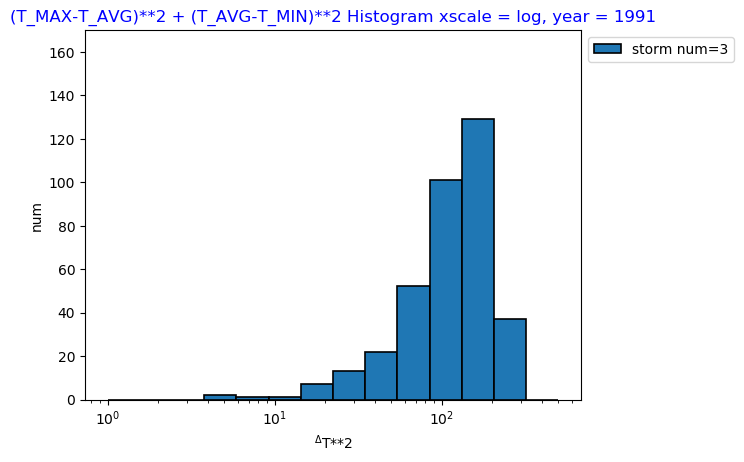 (T_MAX-T_AVG)**2 + (T_AVG-T_MIN)**2 Histogram xscale = log, year = 1991
storm num=3
160
140
120
100
80
60
40
20
0
num
10⁰ 10¹ 10²
ᐞT**2